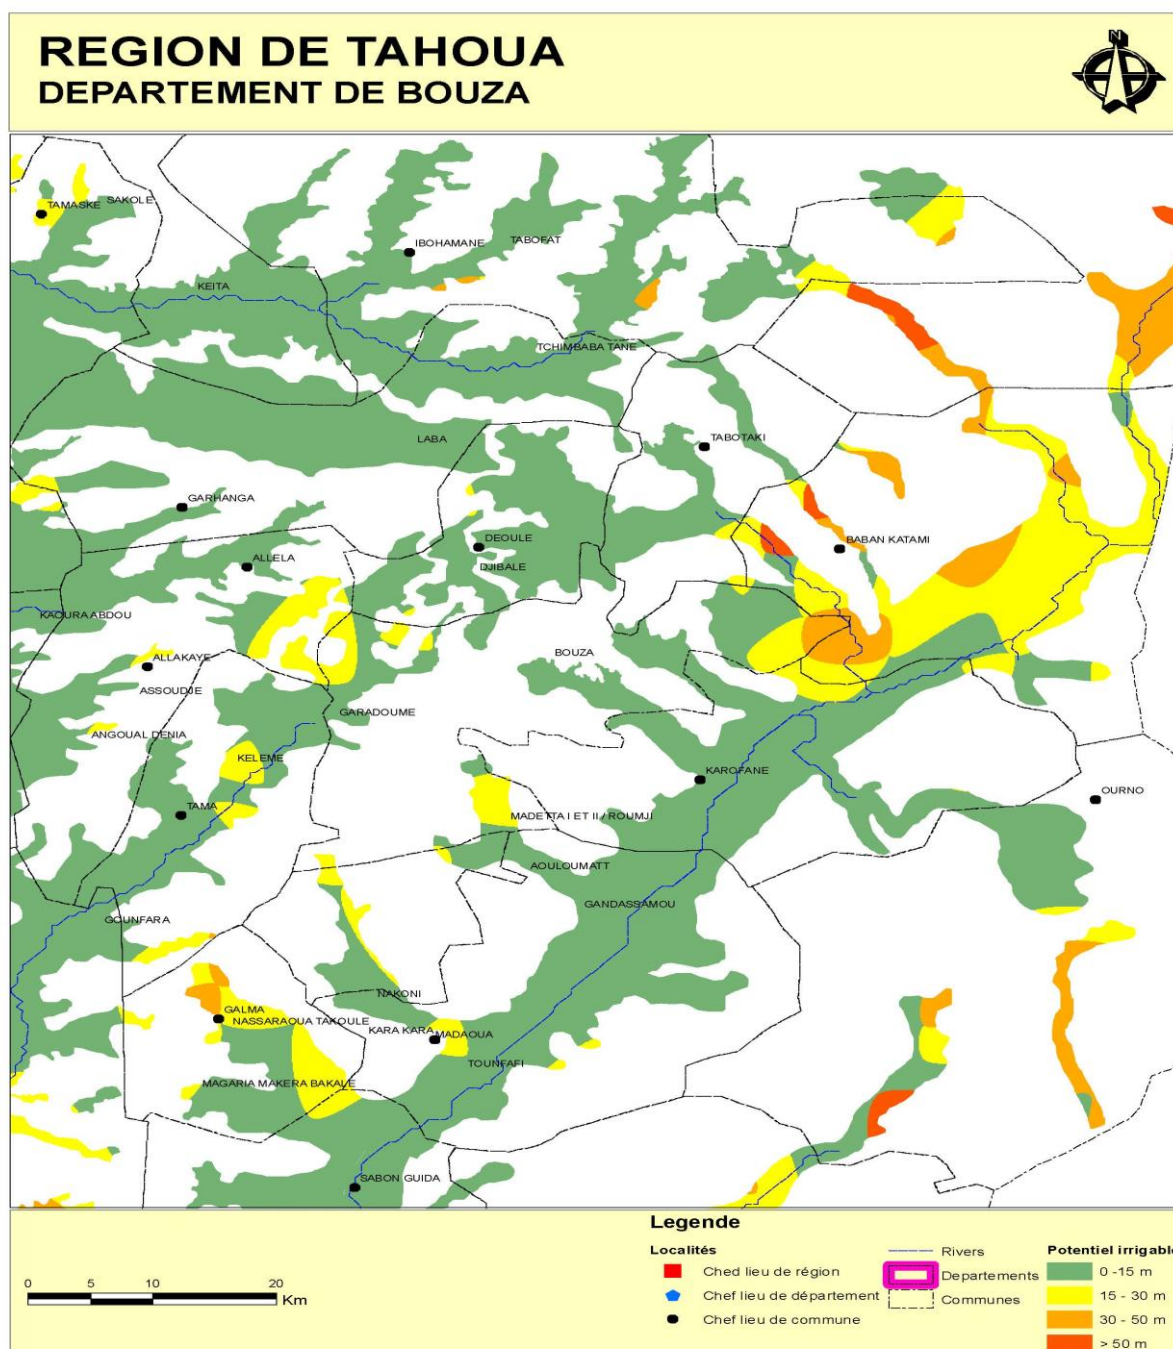 REGION DE TAHOUA
DEPARTEMENT DE BOUZA
N
SAKOLE
TAMASKE
IBOHAMANE
TABOFAT
KEITA
TCHIMBABA TANE
LABA
TABOTAKI
GARHANGA
DEOULE
BABAN KATAMI
ALLELA
DJIBALE
KAOURA ABDOU
BOUZA
ALLAKAYE
ASSOUDJE
GARADOUME
ANGOUAL DENIA
KELEME
KAROFANE
OURNO
TAMA
MADETTA I ET II / ROUMJI
AOULOUMATT
GANDASSAMOU
GOUNFARA
NAKONI
GALMA
NASSARAOUA TAKOULE
KARA KARA
MADAOUA
TOUNFAFI
MAGARIA MAKERA BAKALE
SABON GUIDA
Legende
Localités
Ched lieu de région
Chef lieu de département
Chef lieu de commune
Rivers
Departements
Communes
Potentiel irrigable
0 -15 m
15 - 30 m
30 - 50 m
> 50 m
0 5 10 20
Km